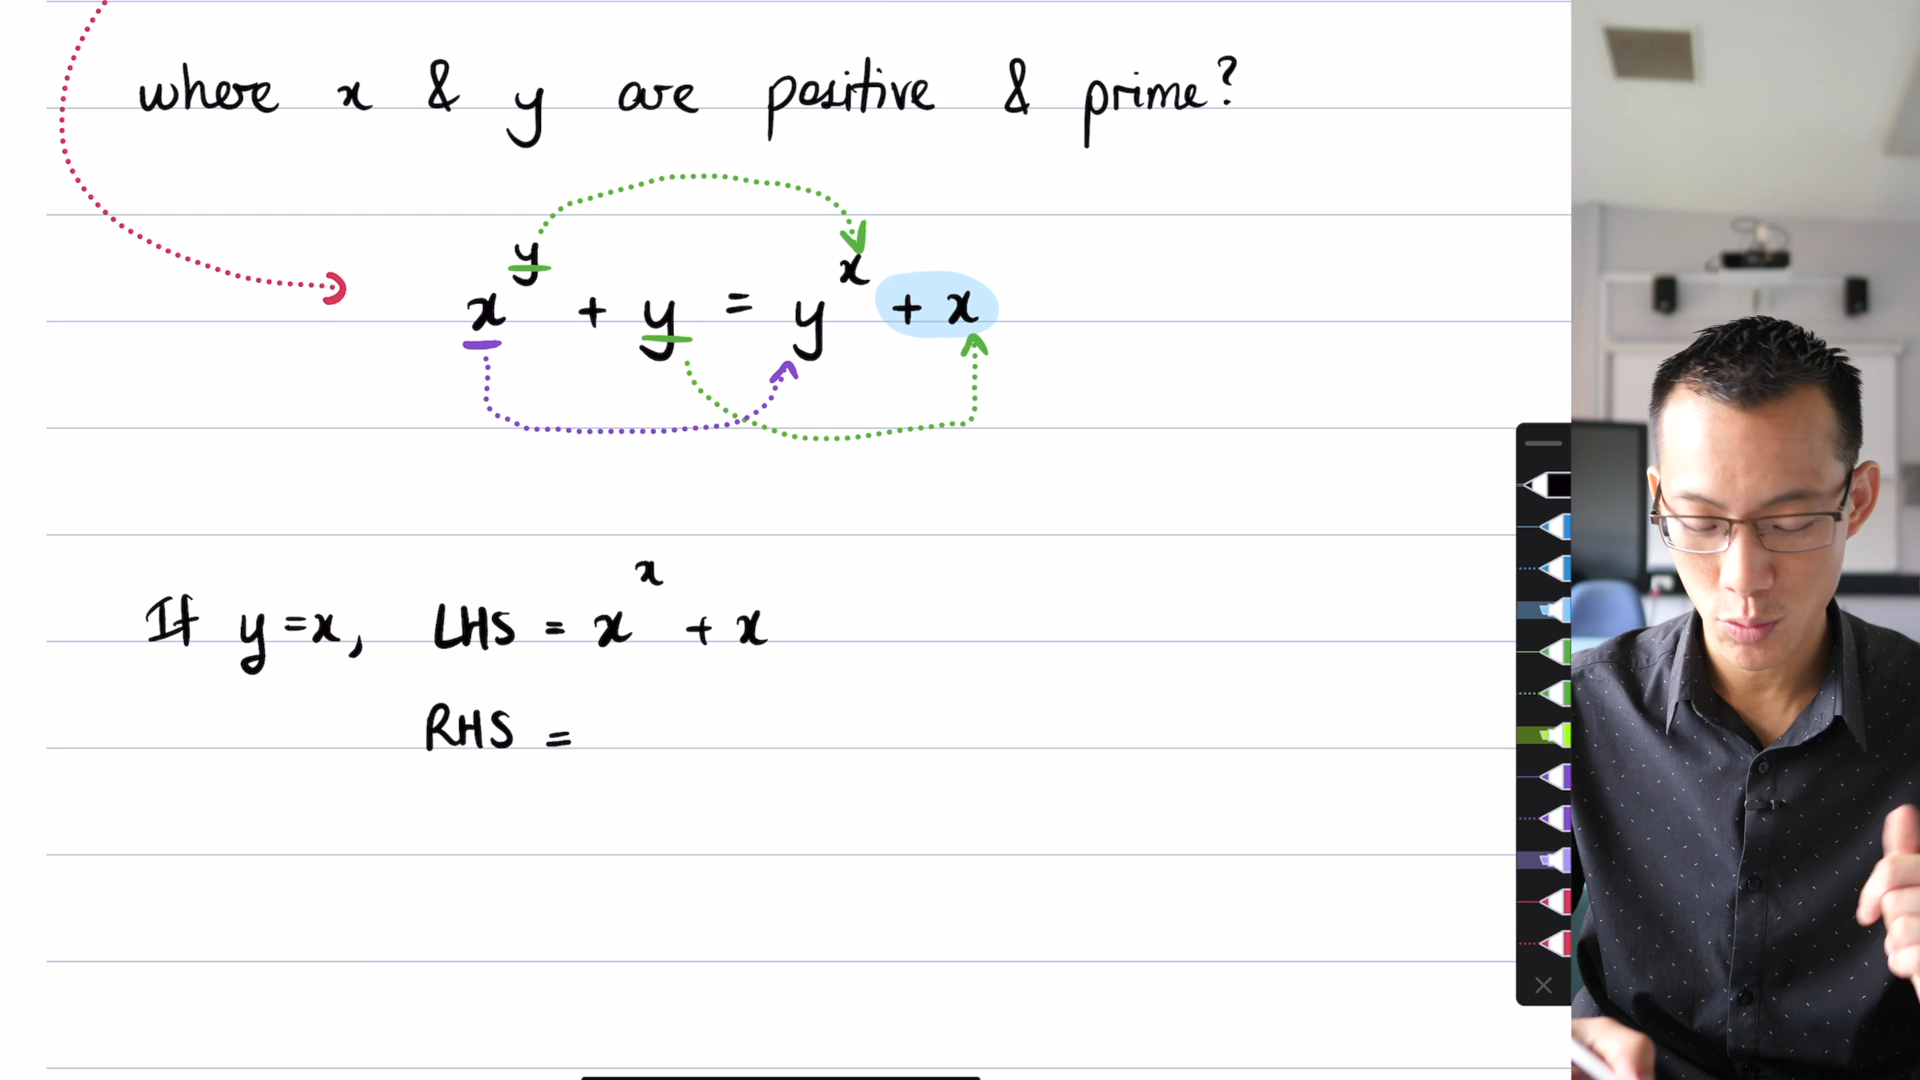 where x & y are positive & prime?
x^y + y = y^x + x
If y = x, LHS = x^x + x
RHS =